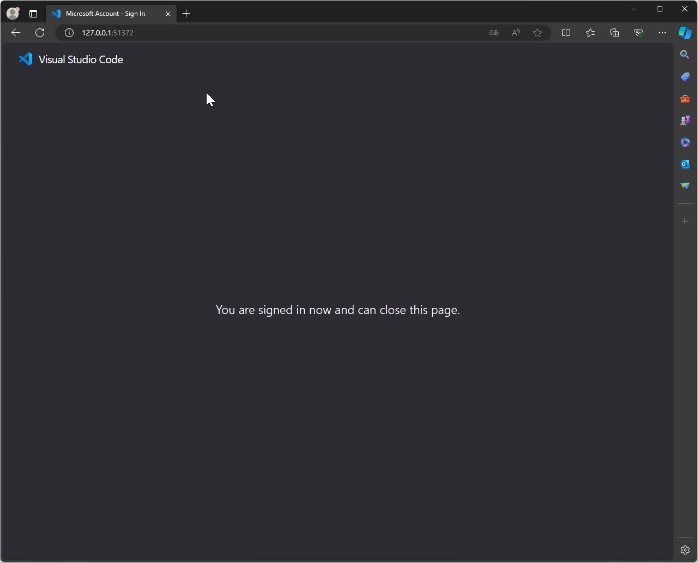 Microsoft Account - Sign In
127.0.0.1:51372
Visual Studio Code
You are signed in now and can close this page.